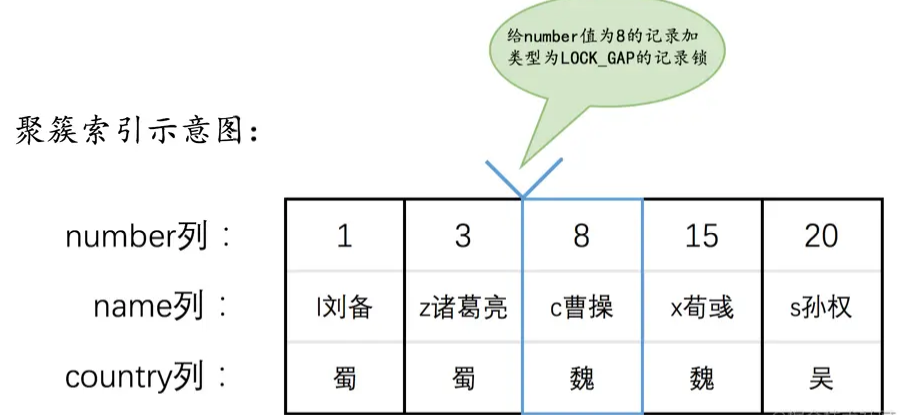 给number值为8的记录加
类型为LOCK_GAP的记录锁
聚簇索引示意图：
number列： 1 3 8 15 20
name列： l刘备 z诸葛亮 c曹操 x荀彧 s孙权
country列： 蜀 蜀 魏 魏 吴